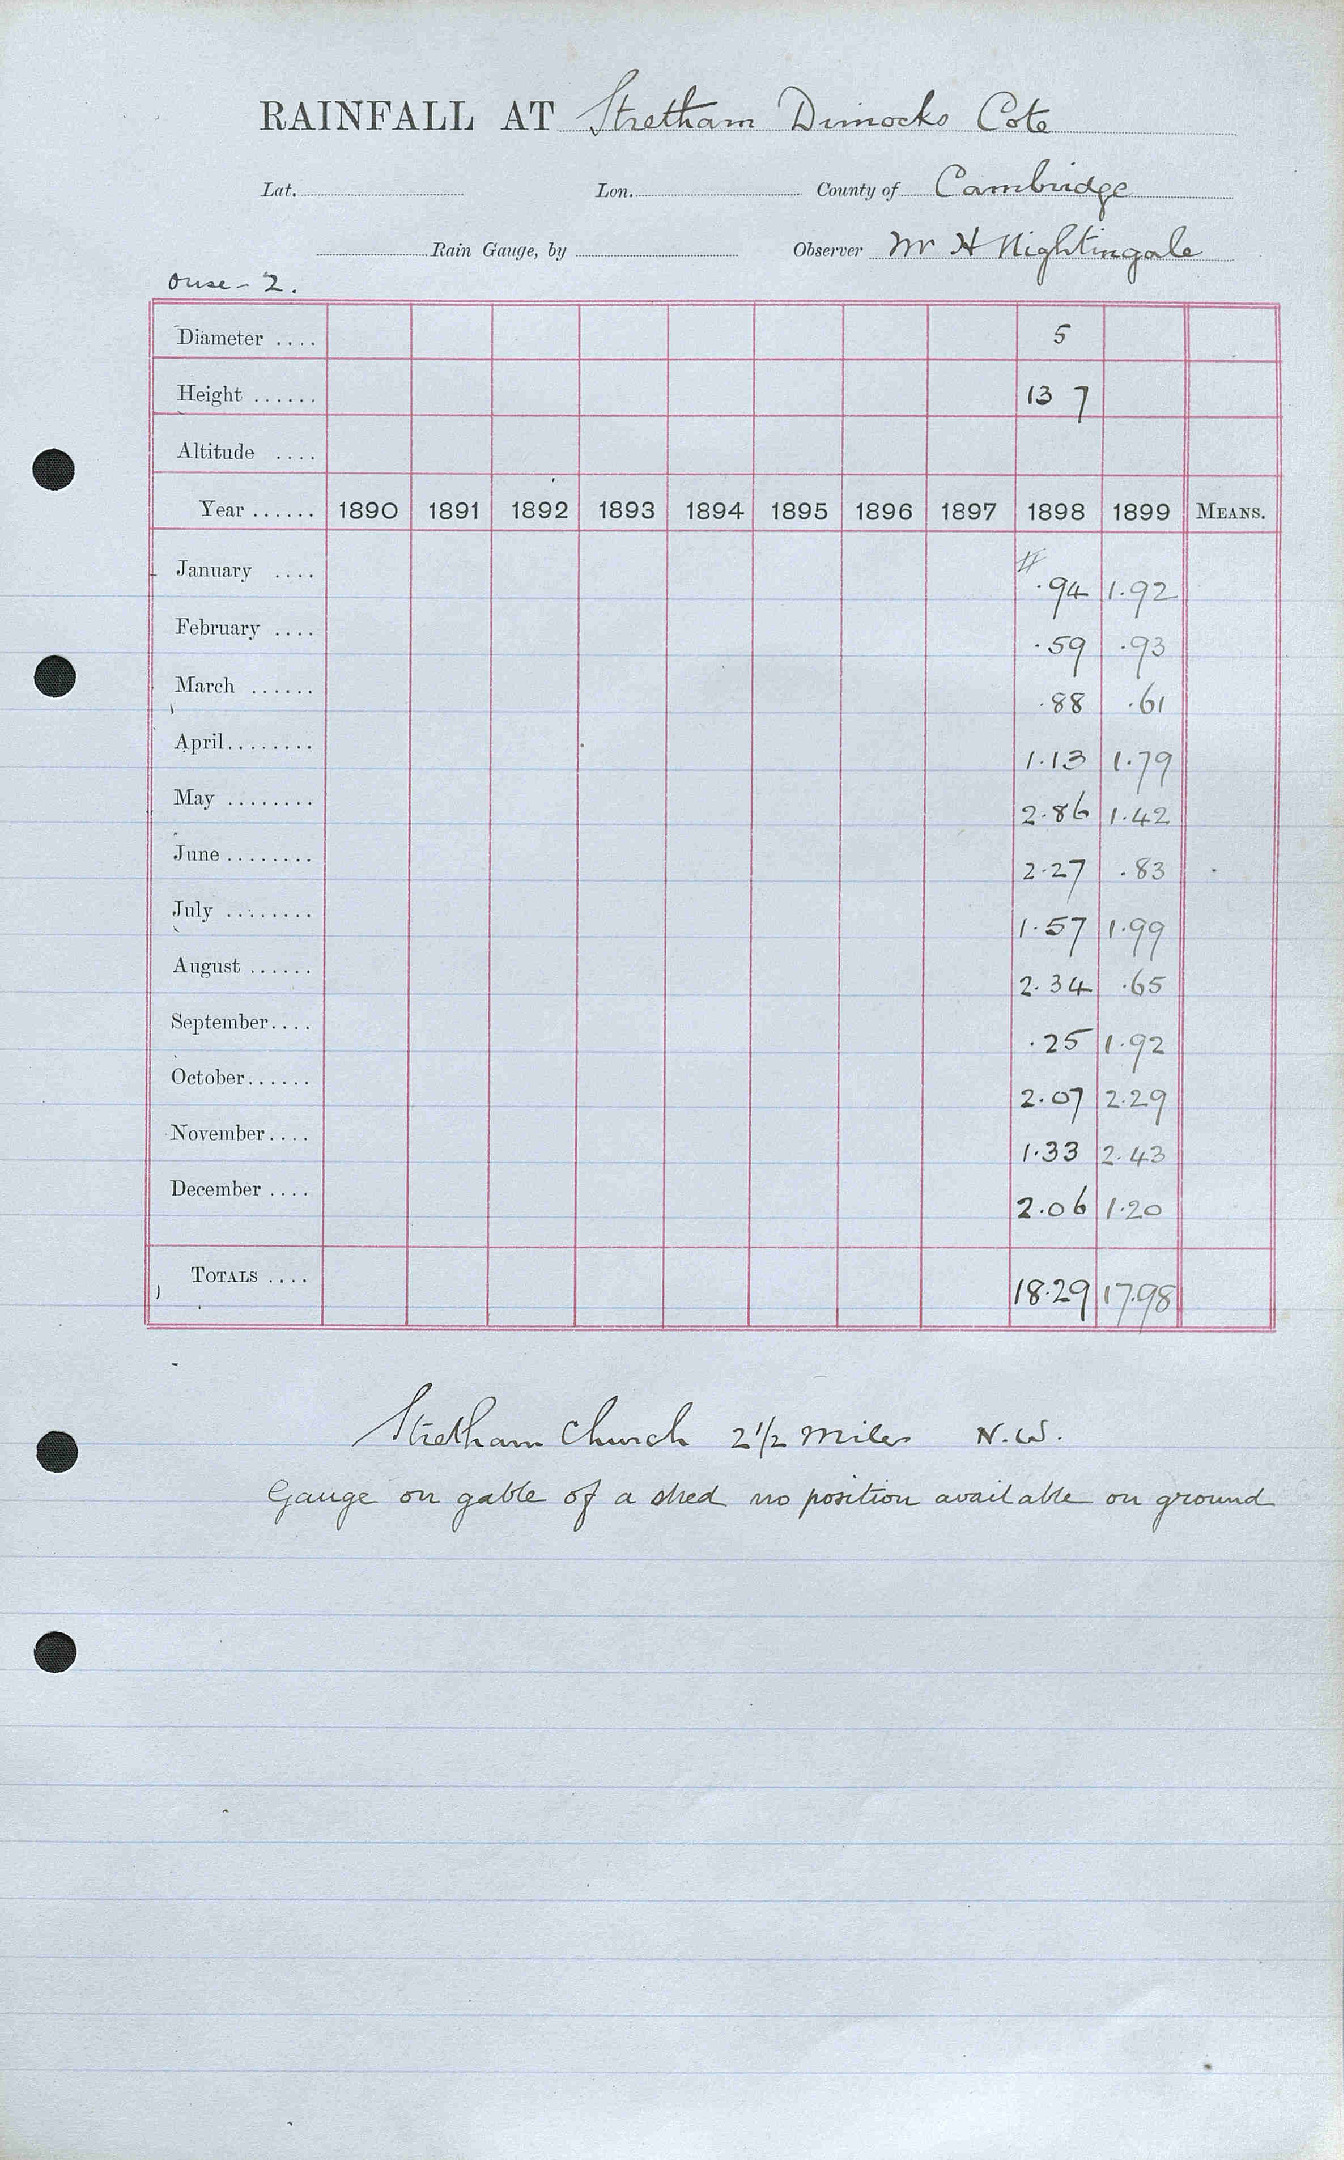 RAINFALL AT Stretham Dimocks Cote
Lat. Lon. County of Cambridge
Rain Gauge, by Observer Mr H Nightingale
Ouse - 2.
Diameter .... 5
Height ...... 13 7
Altitude ....
Year ...... 1890 1891 1892 1893 1894 1895 1896 1897 1898 1899 MEANS.
January .... # .94 1.92
February .... .59 .93
March ...... .88 .61
April........ 1.13 1.79
May ........ 2.86 1.42
June ........ 2.27 .83
July ........ 1.57 1.99
August ...... 2.34 .65
September.... .25 1.92
October...... 2.07 2.29
November.... 1.33 2.43
December .... 2.06 1.20
TOTALS .... 18.29 17.98
Stretham Church 2 1/2 miles N.W.
Gauge on gable of a shed no position available on ground